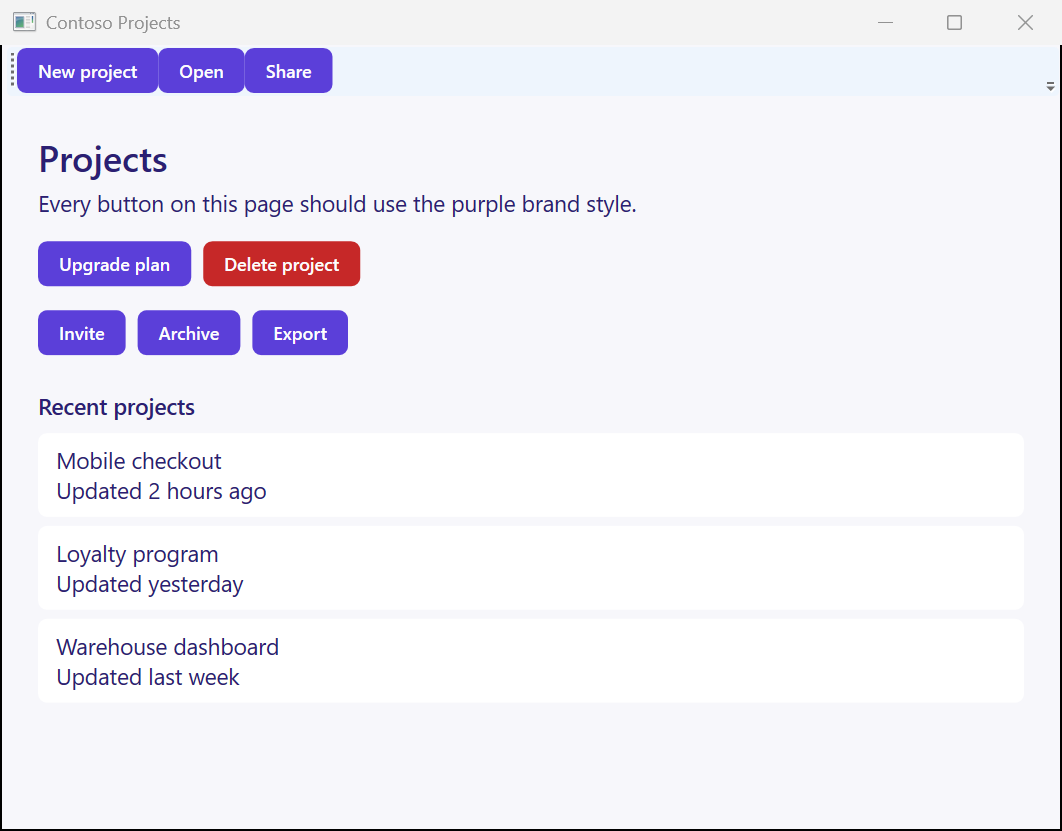 Contoso Projects
New project Open Share
Projects
Every button on this page should use the purple brand style.
Upgrade plan Delete project
Invite Archive Export
Recent projects
Mobile checkout
Updated 2 hours ago
Loyalty program
Updated yesterday
Warehouse dashboard
Updated last week